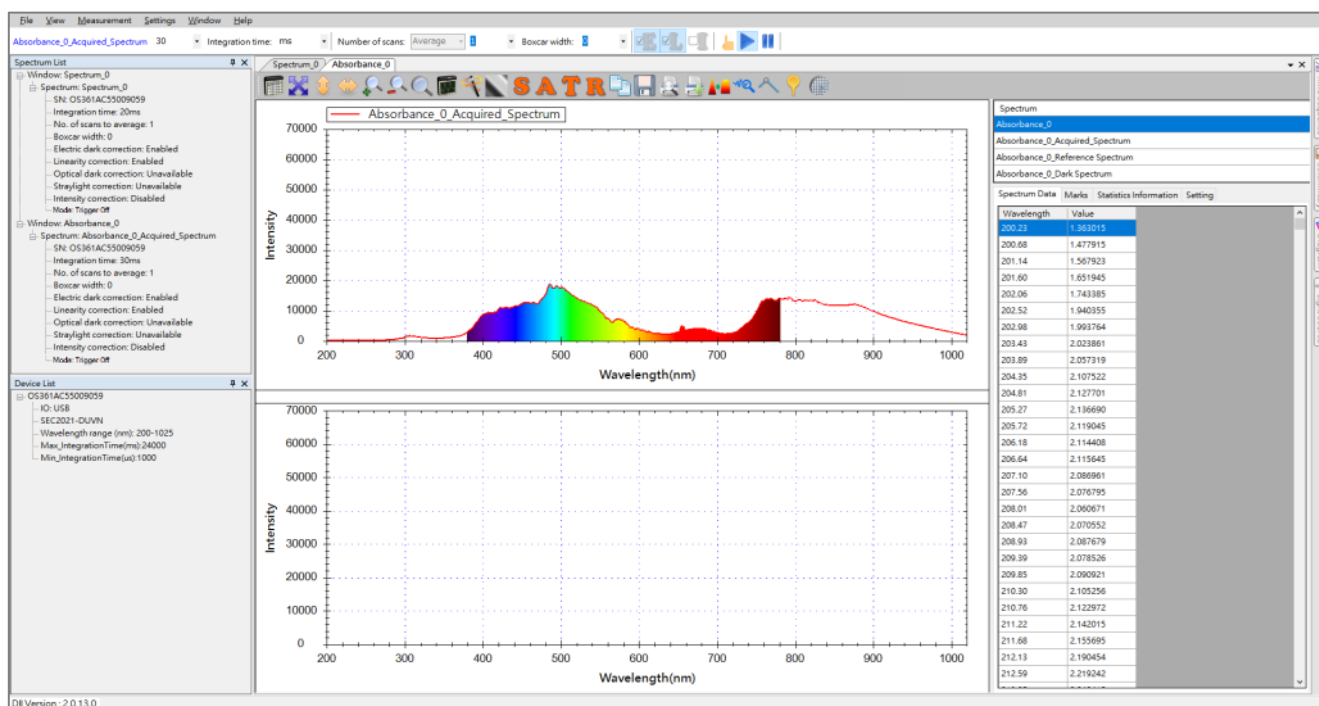 File View Measurement Settings Window Help
Absorbance_0_Acquired_Spectrum 30 Integration time: ms Number of scans: Average 1 Boxcar width: 0
Spectrum List
Window: Spectrum_0
Spectrum: Spectrum_0
SN: OS361AC55009059
Integration time: 20ms
No. of scans to average: 1
Boxcar width: 0
Electric dark correction: Enabled
Linearity correction: Enabled
Optical dark correction: Unavailable
Straylight correction: Unavailable
Intensity correction: Disabled
Mode: Trigger Off
Window: Absorbance_0
Spectrum: Absorbance_0_Acquired_Spectrum
SN: OS361AC55009059
Integration time: 30ms
No. of scans to average: 1
Boxcar width: 0
Electric dark correction: Enabled
Linearity correction: Enabled
Optical dark correction: Unavailable
Straylight correction: Unavailable
Intensity correction: Disabled
Mode: Trigger Off
Device List
OS361AC55009059
IO: USB
SEC2021-DUVN
Wavelength range (nm): 200-1025
Max_IntegrationTime(ms):24000
Min_IntegrationTime(us):1000
Spectrum_0 Absorbance_0
S A T R
Absorbance_0_Acquired_Spectrum
70000
60000
50000
40000
30000
20000
10000
0
Intensity
200 300 400 500 600 700 800 900 1000
Wavelength(nm)
70000
60000
50000
40000
30000
20000
10000
0
Intensity
200 300 400 500 600 700 800 900 1000
Wavelength(nm)
Spectrum
Absorbance_0
Absorbance_0_Acquired_Spectrum
Absorbance_0_Reference Spectrum
Absorbance_0_Dark Spectrum
Spectrum Data Marks Statistics Information Setting
Wavelength Value
200.23 1.363015
200.68 1.477915
201.14 1.567923
201.60 1.651945
202.06 1.743385
202.52 1.940355
202.98 1.993764
203.43 2.023861
203.89 2.057319
204.35 2.107522
204.81 2.127701
205.27 2.136690
205.72 2.119045
206.18 2.114408
206.64 2.115645
207.10 2.086961
207.56 2.076795
208.01 2.060671
208.47 2.070552
208.93 2.087679
209.39 2.078526
209.85 2.090921
210.30 2.105256
210.76 2.122972
211.22 2.142015
211.68 2.155695
212.13 2.190454
212.59 2.219242
Dll Version : 2.0.13.0